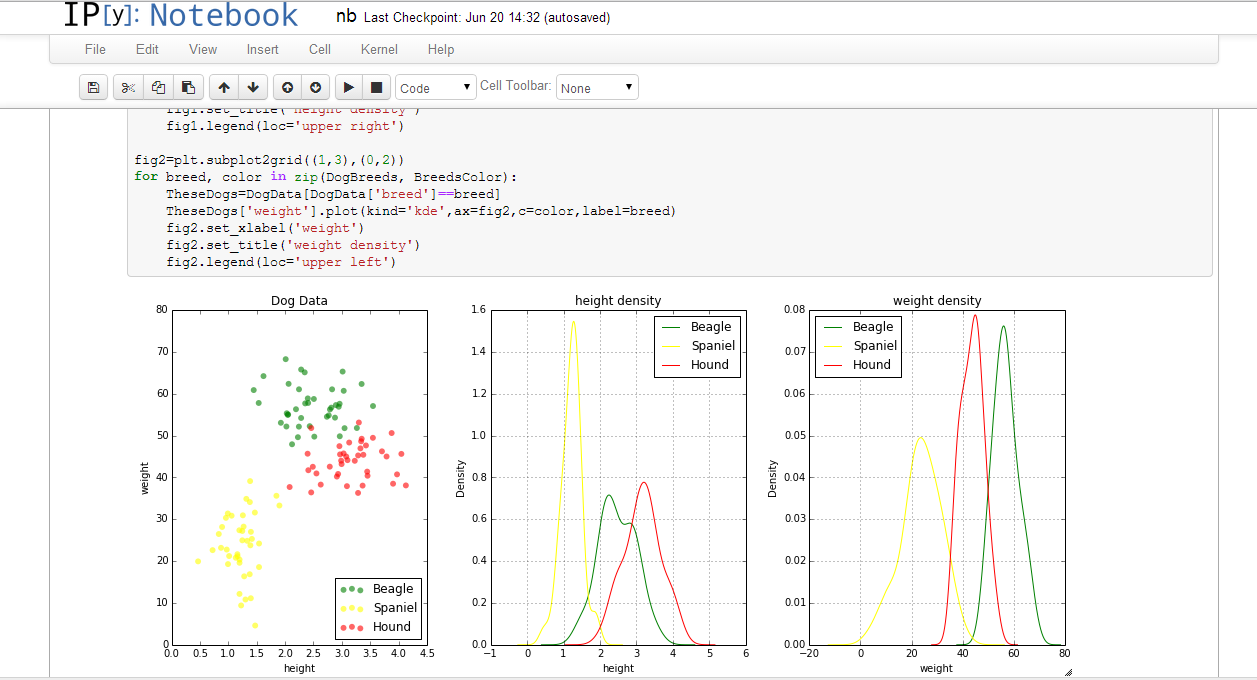 IP[y]: Notebook nb Last Checkpoint: Jun 20 14:32 (autosaved)
File Edit View Insert Cell Kernel Help
Code Cell Toolbar: None
fig1.set_title('height density')
fig1.legend(loc='upper right')
fig2=plt.subplot2grid((1,3),(0,2))
for breed, color in zip(DogBreeds, BreedsColor):
TheseDogs=DogData[DogData['breed']==breed]
TheseDogs['weight'].plot(kind='kde',ax=fig2,c=color,label=breed)
fig2.set_xlabel('weight')
fig2.set_title('weight density')
fig2.legend(loc='upper left')
Dog Data
80
70
60
50
40
30
20
10
0
weight
Beagle
Spaniel
Hound
0.0 0.5 1.0 1.5 2.0 2.5 3.0 3.5 4.0 4.5
height
height density
1.6
1.4
1.2
1.0
0.8
0.6
0.4
0.2
0.0
Density
Beagle
Spaniel
Hound
−1 0 1 2 3 4 5 6
height
weight density
0.08
0.07
0.06
0.05
0.04
0.03
0.02
0.01
0.00
Density
Beagle
Spaniel
Hound
−20 0 20 40 60 80
weight